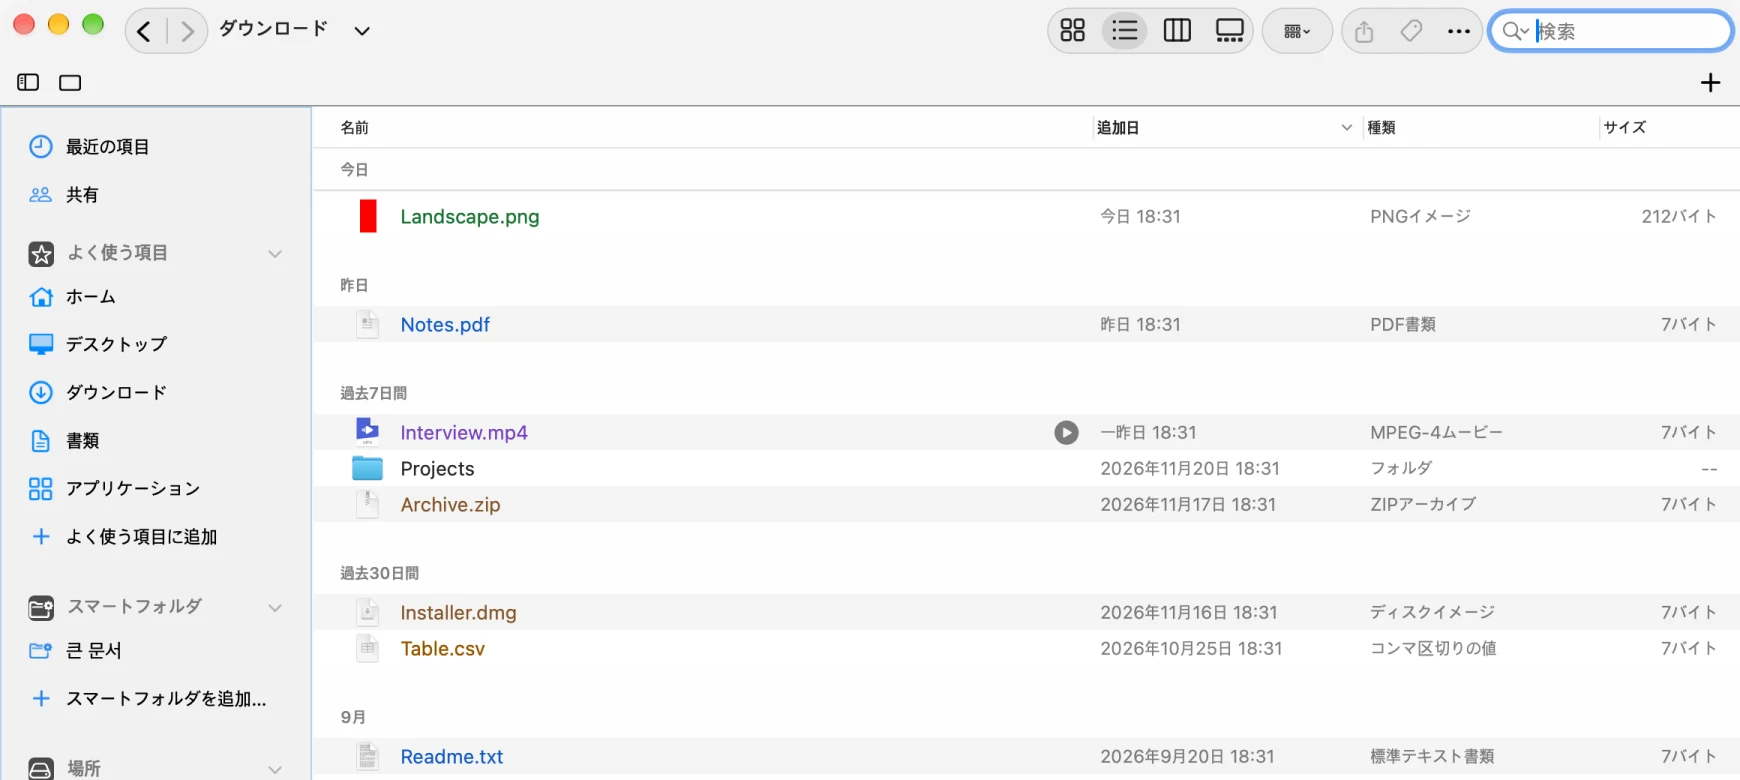 ダウンロード
検索
最近の項目
共有
よく使う項目
ホーム
デスクトップ
ダウンロード
書類
アプリケーション
よく使う項目に追加
スマートフォルダ
큰 문서
スマートフォルダを追加...
場所
名前 追加日 種類 サイズ
今日
Landscape.png 今日 18:31 PNGイメージ 212バイト
昨日
Notes.pdf 昨日 18:31 PDF書類 7バイト
過去7日間
Interview.mp4 一昨日 18:31 MPEG-4ムービー 7バイト
Projects 2026年11月20日 18:31 フォルダ --
Archive.zip 2026年11月17日 18:31 ZIPアーカイブ 7バイト
過去30日間
Installer.dmg 2026年11月16日 18:31 ディスクイメージ 7バイト
Table.csv 2026年10月25日 18:31 コンマ区切りの値 7バイト
9月
Readme.txt 2026年9月20日 18:31 標準テキスト書類 7バイト